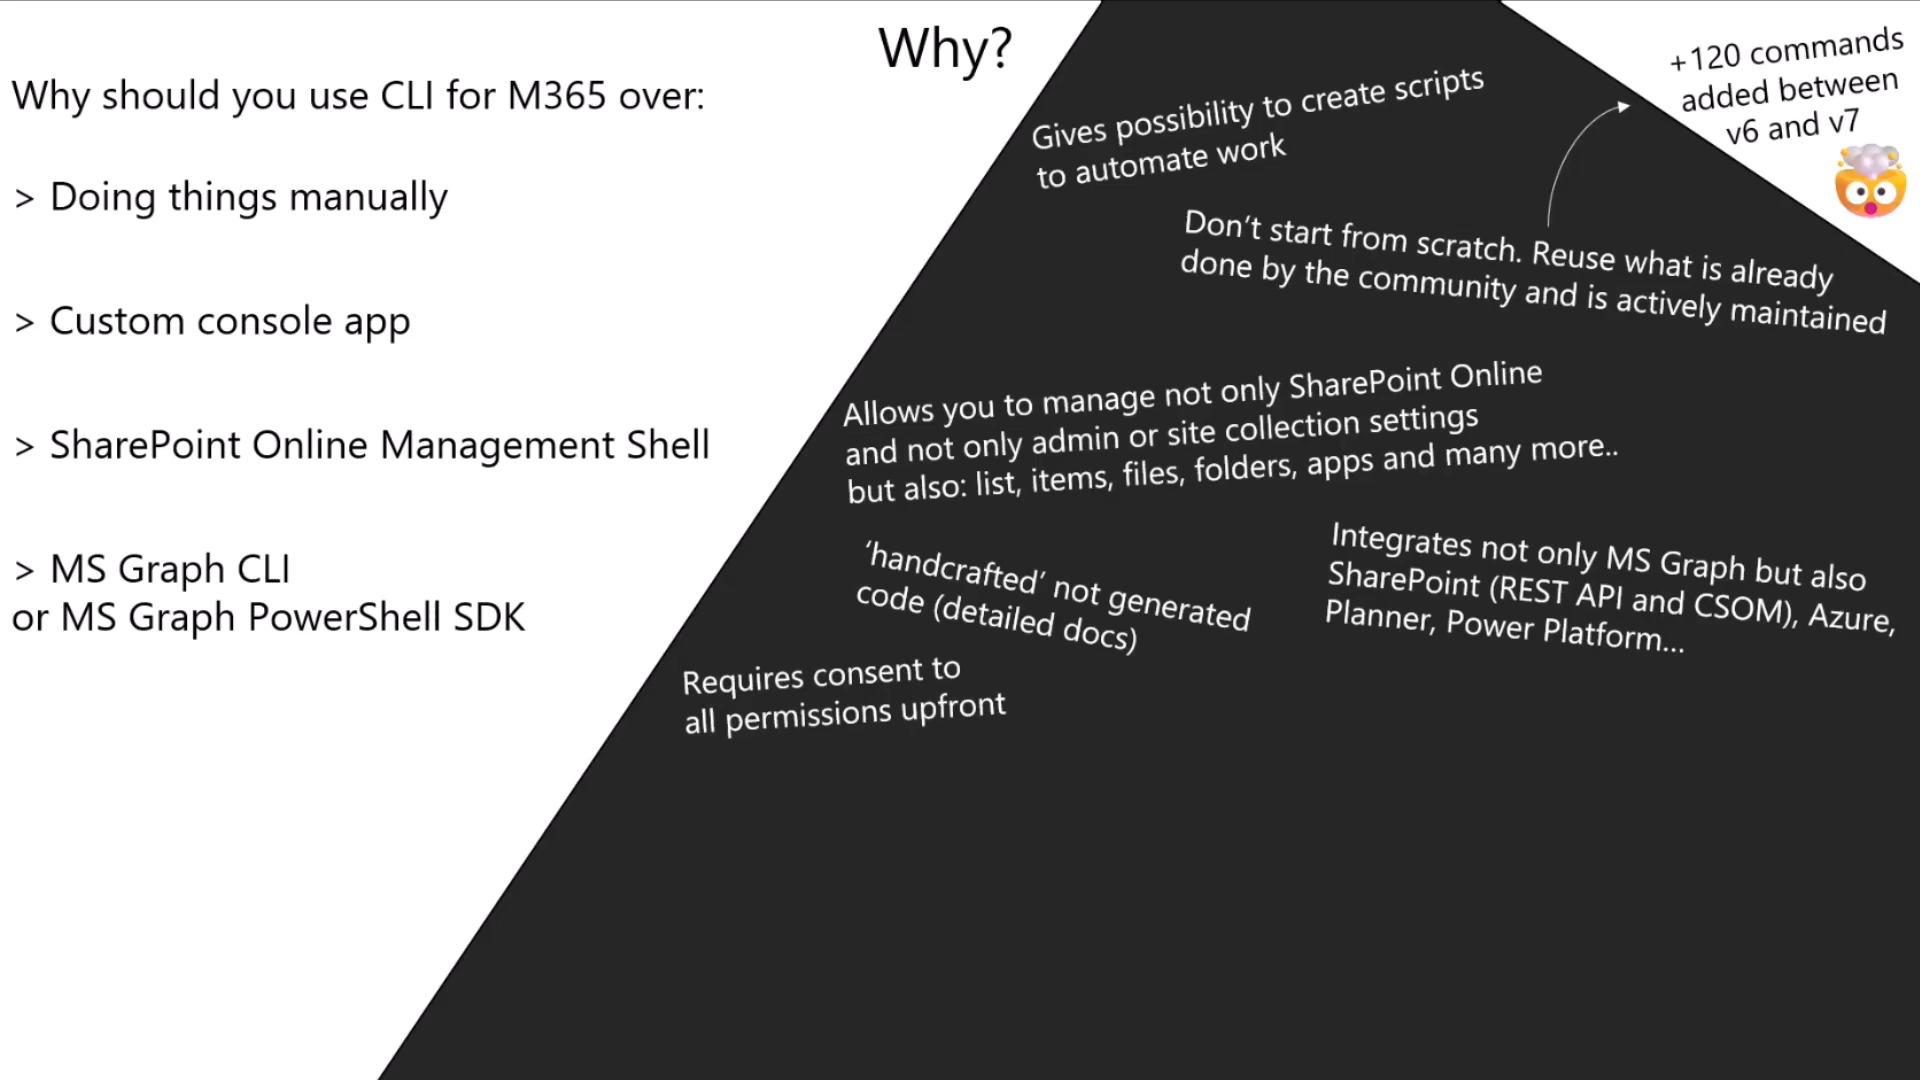 Why?
Why should you use CLI for M365 over:
> Doing things manually
> Custom console app
> SharePoint Online Management Shell
> MS Graph CLI
or MS Graph PowerShell SDK
Gives possibility to create scripts
to automate work
+120 commands
added between
v6 and v7
Don’t start from scratch. Reuse what is already
done by the community and is actively maintained
Allows you to manage not only SharePoint Online
and not only admin or site collection settings
but also: list, items, files, folders, apps and many more..
‘handcrafted’ not generated
code (detailed docs)
Integrates not only MS Graph but also
SharePoint (REST API and CSOM), Azure,
Planner, Power Platform...
Requires consent to
all permissions upfront